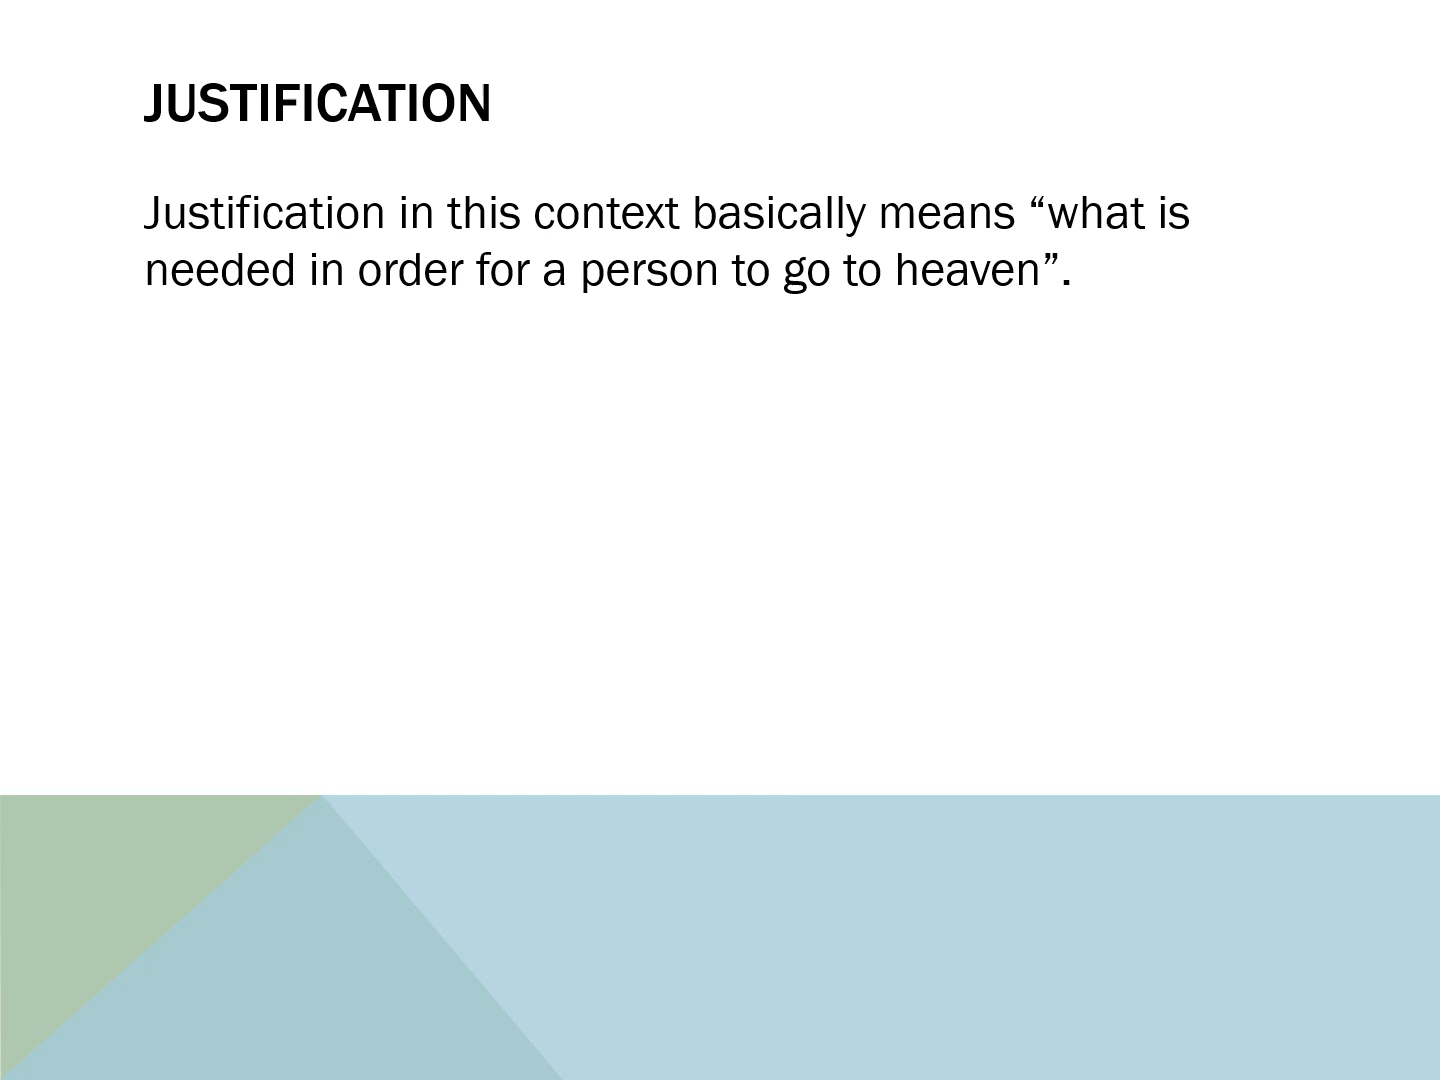 JUSTIFICATION
Justification in this context basically means “what is
needed in order for a person to go to heaven”.